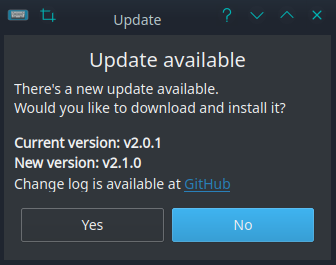 Update
Update available
There's a new update available.
Would you like to download and install it?
Current version: v2.0.1
New version: v2.1.0
Change log is available at GitHub
Yes
No